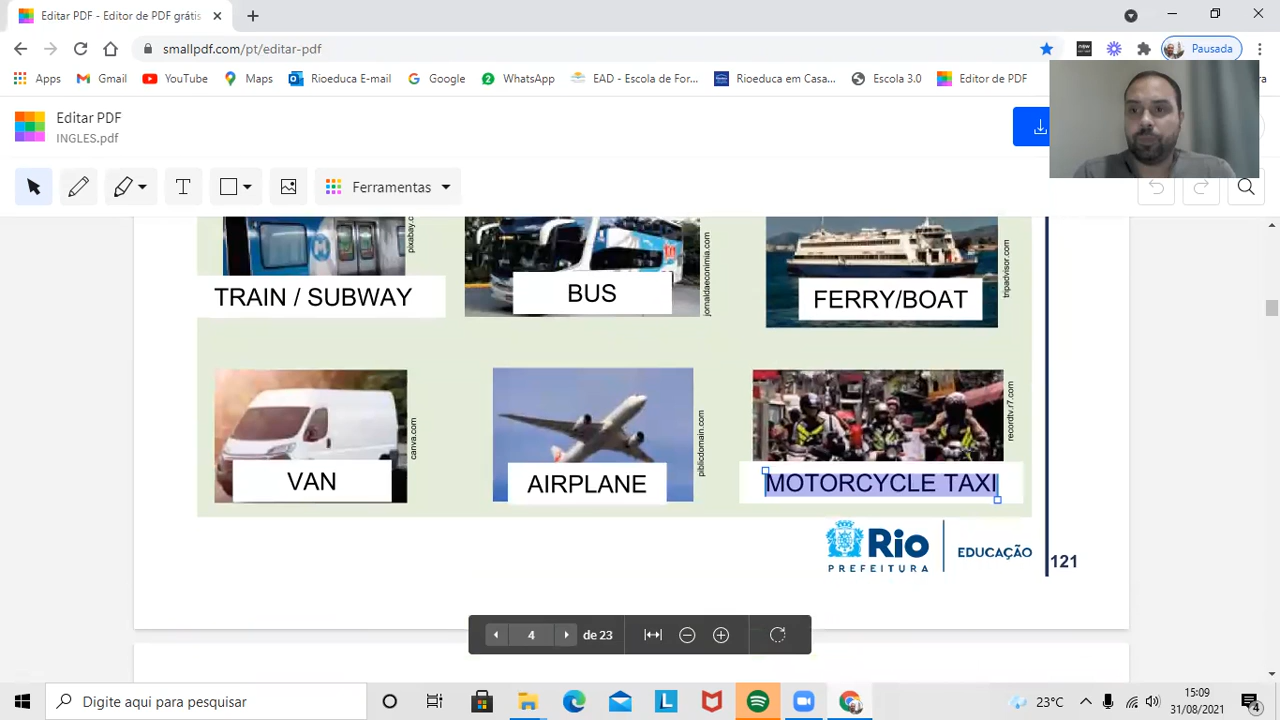 Editar PDF - Editor de PDF grátis
smallpdf.com/pt/editar-pdf
Pausada
Apps
Gmail
YouTube
Maps
Rioeduca E-mail
Google
WhatsApp
EAD - Escola de For...
Rioeduca em Casa...
Escola 3.0
Editor de PDF
Editar PDF
INGLES.pdf
T
Ferramentas
pixabay.c
jornaldaeconimia.com
tripadvisor.com
TRAIN / SUBWAY
BUS
FERRY/BOAT
canva.com
piblicdomain.com
recordtv.r7.com
VAN
AIRPLANE
MOTORCYCLE TAXI
Rio
PREFEITURA
EDUCAÇÃO
121
4
de 23
Digite aqui para pesquisar
23°C
15:09
31/08/2021
4